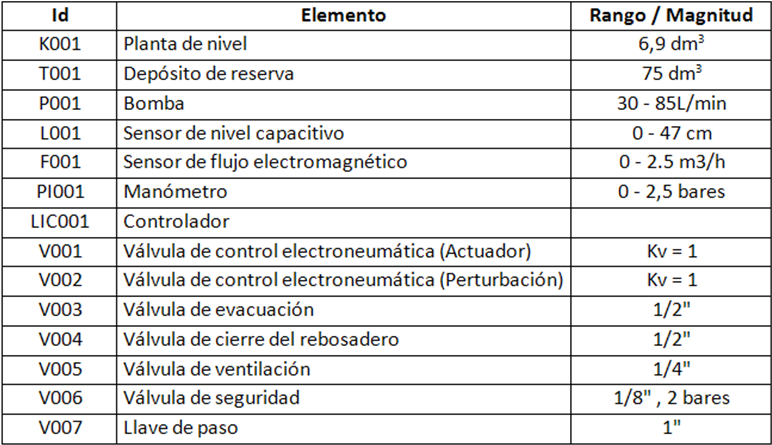 Id Elemento Rango / Magnitud
K001 Planta de nivel 6,9 dm³
T001 Depósito de reserva 75 dm³
P001 Bomba 30 - 85L/min
L001 Sensor de nivel capacitivo 0 - 47 cm
F001 Sensor de flujo electromagnético 0 - 2.5 m3/h
PI001 Manómetro 0 - 2,5 bares
LIC001 Controlador
V001 Válvula de control electroneumática (Actuador) Kv = 1
V002 Válvula de control electroneumática (Perturbación) Kv = 1
V003 Válvula de evacuación 1/2"
V004 Válvula de cierre del rebosadero 1/2"
V005 Válvula de ventilación 1/4"
V006 Válvula de seguridad 1/8" , 2 bares
V007 Llave de paso 1"